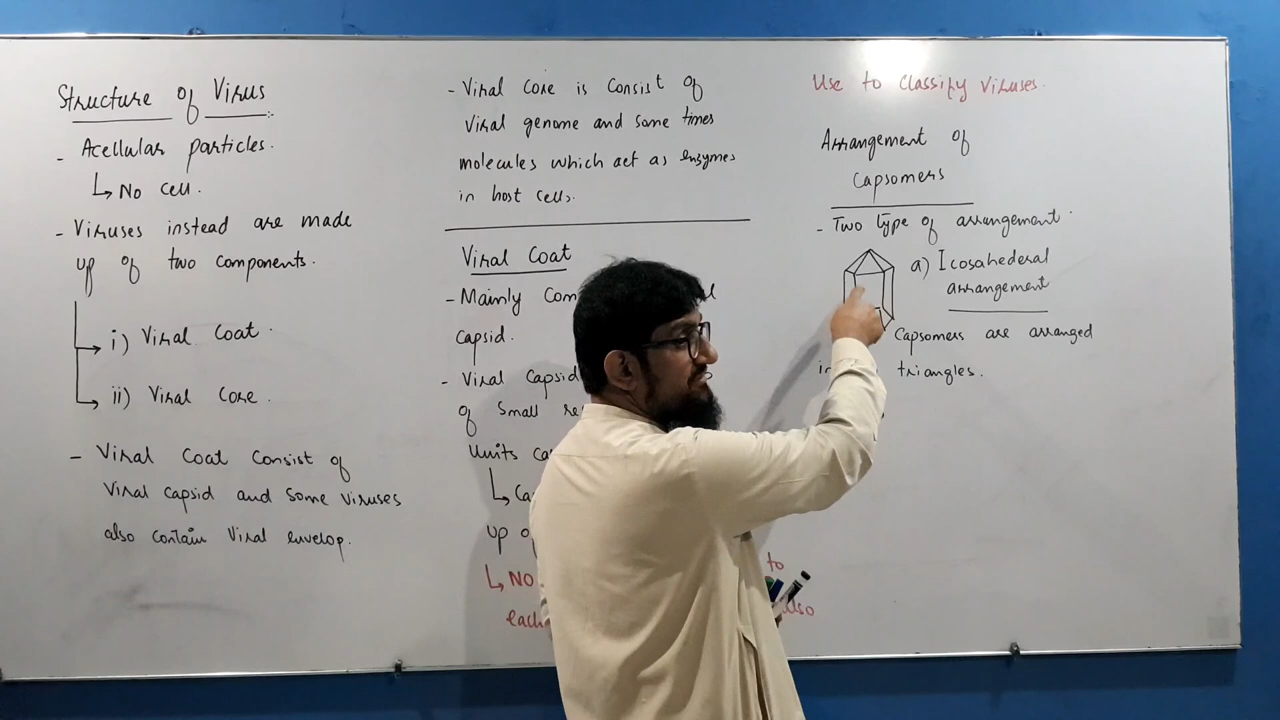 Structure of Virus
- Acellular particles.
↳ No cell.
- Viruses instead are made
up of two components.
i) Viral Coat.
ii) Viral Core.
- Viral Coat Consist of
Viral capsid and Some Viruses
also contain Viral envelop.
- Viral Core is Consist of
Viral genome and some times
molecules which act as enzymes
in host cells.
Viral Coat
- Mainly
capsid.
- Viral Capsid
of Small
Units
↳
up
↳ NO to
each also
Use to Classify Viruses.
Arrangement of
Capsomers
- Two type of arrangement.
a) Icosahederal
arrangement
Capsomers are arranged
triangles.